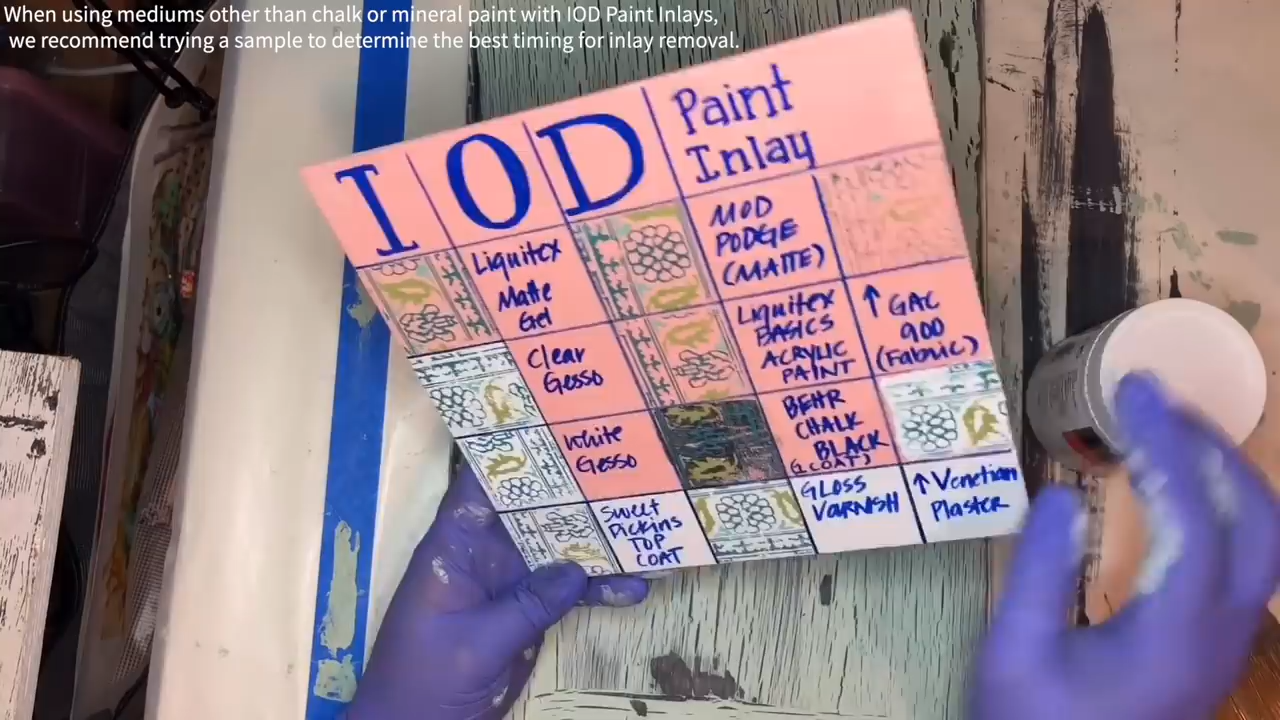 When using mediums other than chalk or mineral paint with IOD Paint Inlays,
we recommend trying a sample to determine the best timing for inlay removal.
I O D
Paint
Inlay
Liquitex
Matte
Gel
MOD
PODGE
(MATTE)
↑ GAC
900
(Fabric)
Clear
Gesso
LIQUITEX
BASICS
ACRYLIC
PAINT
White
Gesso
BEHR
CHALK
BLACK
(1 COAT)
Sweet
Pickins
TOP
COAT
GLOSS
VARNISH
↑ Venetian
Plaster